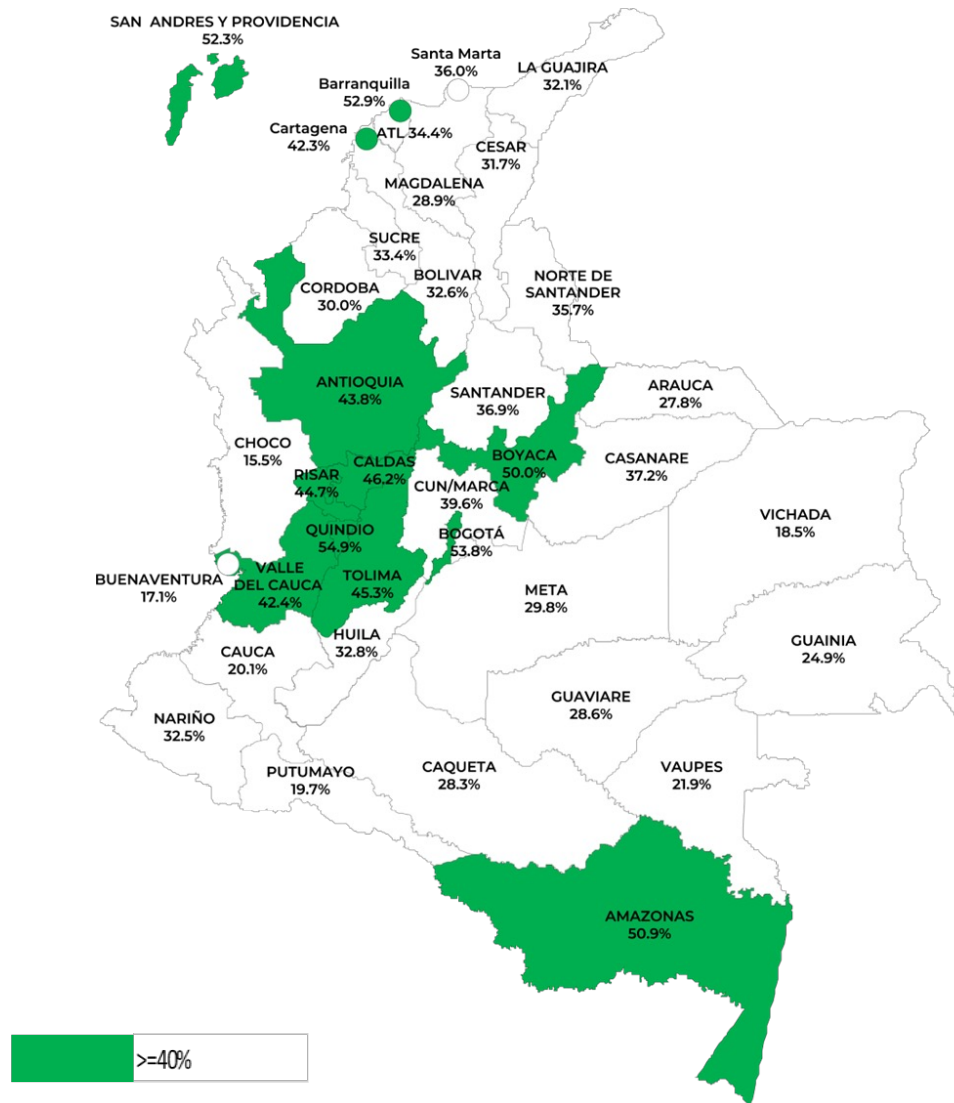 SAN ANDRES Y PROVIDENCIA
52.3%
Santa Marta
36.0%
LA GUAJIRA
32.1%
Barranquilla
52.9%
Cartagena
42.3%
ATL 34.4%
CESAR
31.7%
MAGDALENA
28.9%
SUCRE
33.4%
BOLIVAR
32.6%
CORDOBA
30.0%
NORTE DE
SANTANDER
35.7%
ANTIOQUIA
43.8%
SANTANDER
36.9%
ARAUCA
27.8%
CHOCO
15.5%
CALDAS
46.2%
RISAR
44.7%
BOYACA
50.0%
CASANARE
37.2%
CUN/MARCA
39.6%
VICHADA
18.5%
QUINDIO
54.9%
BOGOTÁ
53.8%
BUENAVENTURA
17.1%
VALLE
DEL CAUCA
42.4%
TOLIMA
45.3%
META
29.8%
HUILA
32.8%
CAUCA
20.1%
GUAINIA
24.9%
GUAVIARE
28.6%
NARIÑO
32.5%
PUTUMAYO
19.7%
CAQUETA
28.3%
VAUPES
21.9%
AMAZONAS
50.9%
>=40%